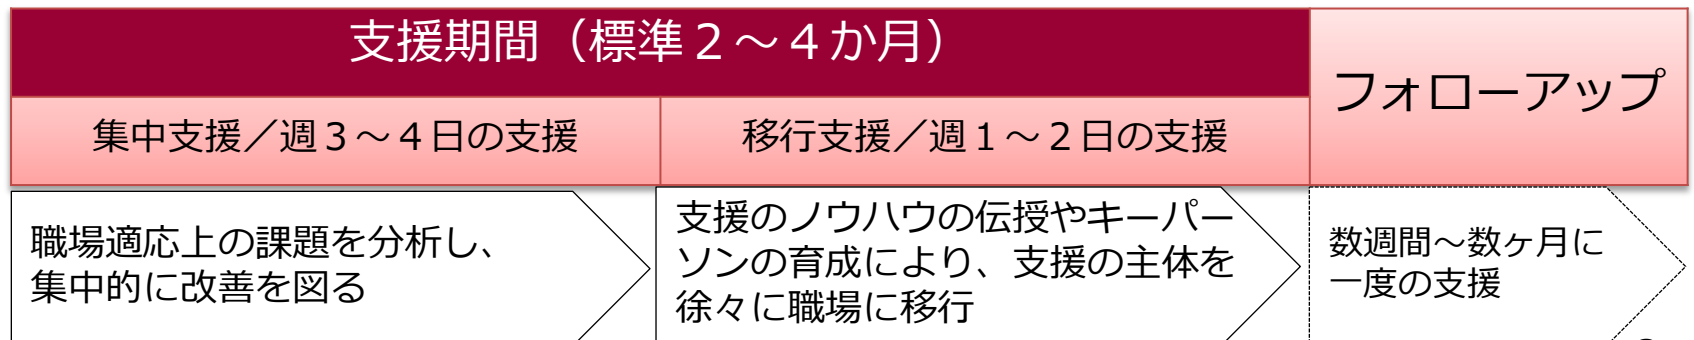 支援期間（標準２～４か月）
フォローアップ
集中支援／週３～４日の支援
移行支援／週１～２日の支援
職場適応上の課題を分析し、
集中的に改善を図る
支援のノウハウの伝授やキーパー
ソンの育成により、支援の主体を
徐々に職場に移行
数週間～数ヶ月に
一度の支援